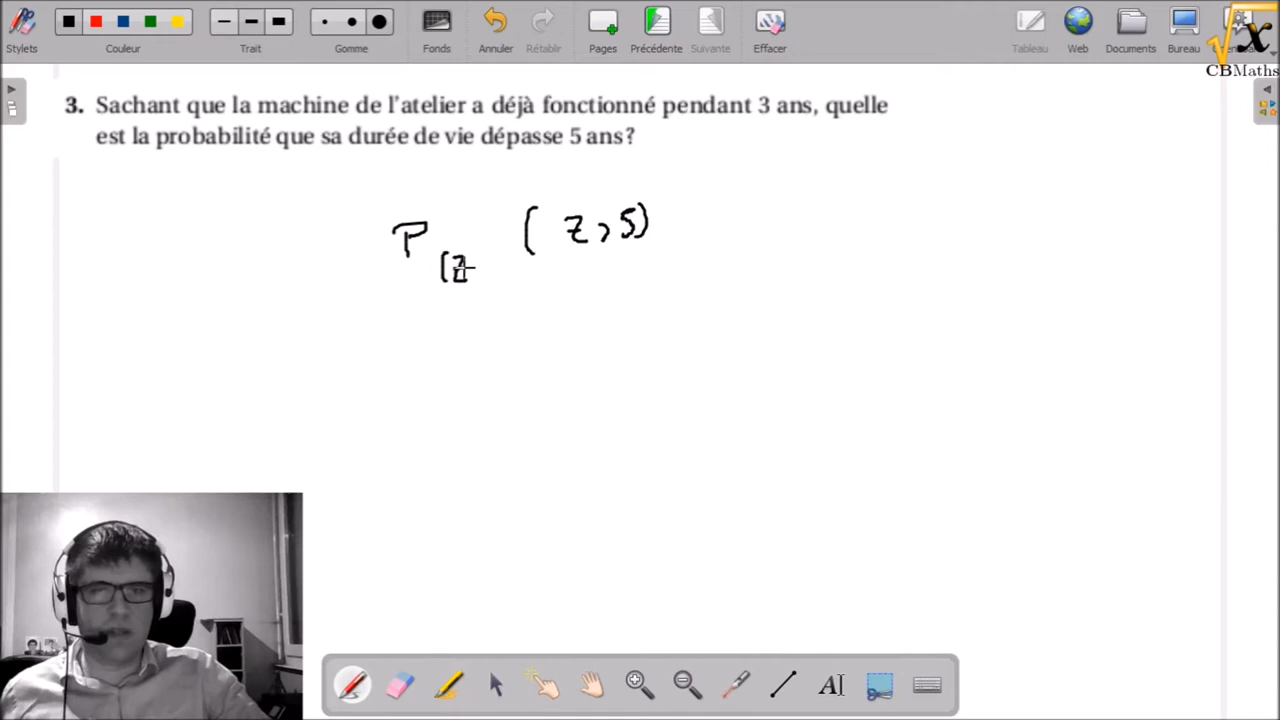 Stylets
Couleur
Trait
Gomme
Fonds
Annuler
Rétablir
Pages
Précédente
Suivante
Effacer
Tableau
Web
Documents
Bureau
√x
CBMaths
3. Sachant que la machine de l'atelier a déjà fonctionné pendant 3 ans, quelle
est la probabilité que sa durée de vie dépasse 5 ans ?
P (Z > 5)
(Z
AI